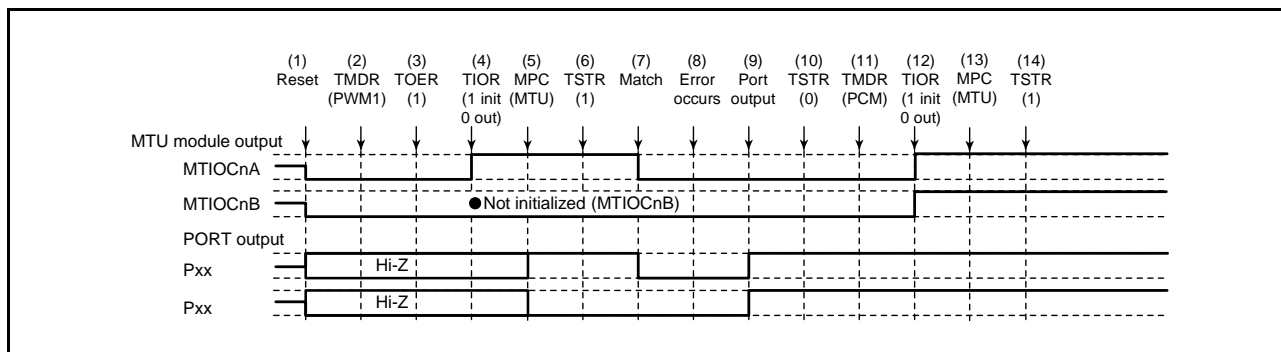 (1) (2) (3) (4) (5) (6) (7) (8) (9) (10) (11) (12) (13) (14)
Reset TMDR TOER TIOR MPC TSTR Match Error Port TSTR TMDR TIOR MPC TSTR
(PWM1) (1) (1 init (MTU) (1) occurs output (0) (PCM) (1 init (MTU) (1)
0 out) 0 out)
MTU module output
MTIOCnA
MTIOCnB ●Not initialized (MTIOCnB)
PORT output
Pxx Hi-Z
Pxx Hi-Z